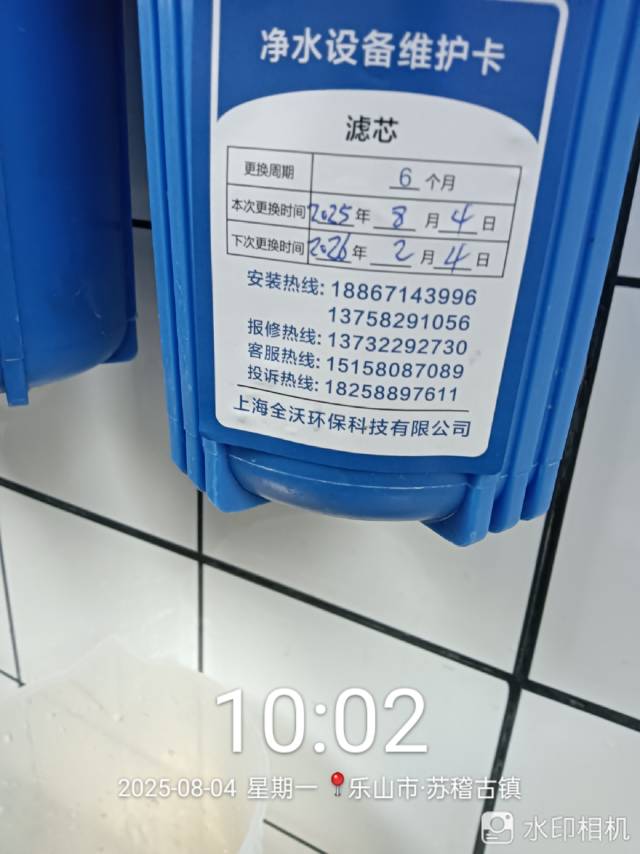 净水设备维护卡
滤芯
更换周期 6 个月
本次更换时间 2025 年 8 月 4 日
下次更换时间 2026 年 2 月 4 日
安装热线: 18867143996
13758291056
报修热线: 13732292730
客服热线: 15158087089
投诉热线: 18258897611
上海全沃环保科技有限公司
10:02
2025-08-04 星期一 乐山市·苏稽古镇
水印相机